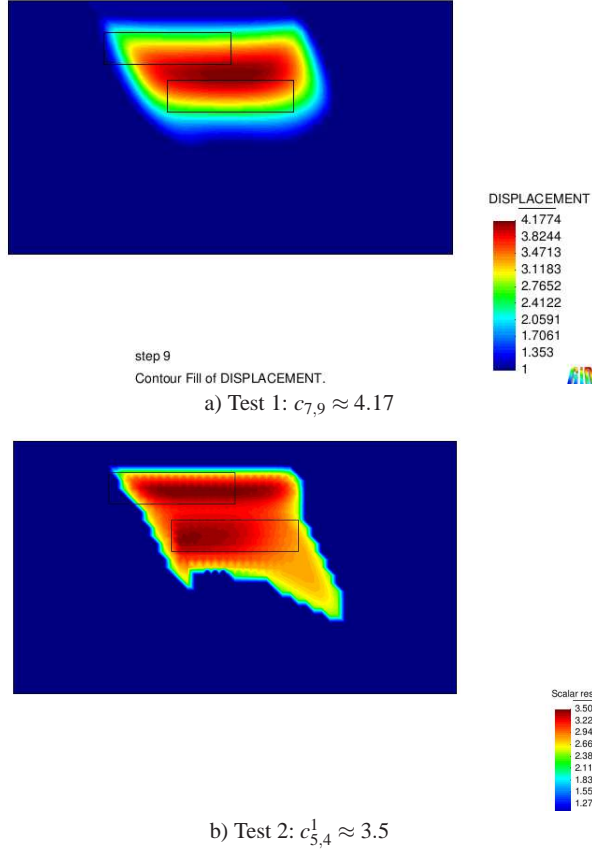 DISPLACEMENT
4.1774
3.8244
3.4713
3.1183
2.7652
2.4122
2.0591
1.7061
1.353
1
step 9
Contour Fill of DISPLACEMENT.
GiD
a) Test 1: c7,9 ≈ 4.17
Scalar res
3.50
3.22
2.94
2.66
2.38
2.11
1.83
1.55
1.27
b) Test 2: c¹5,4 ≈ 3.5